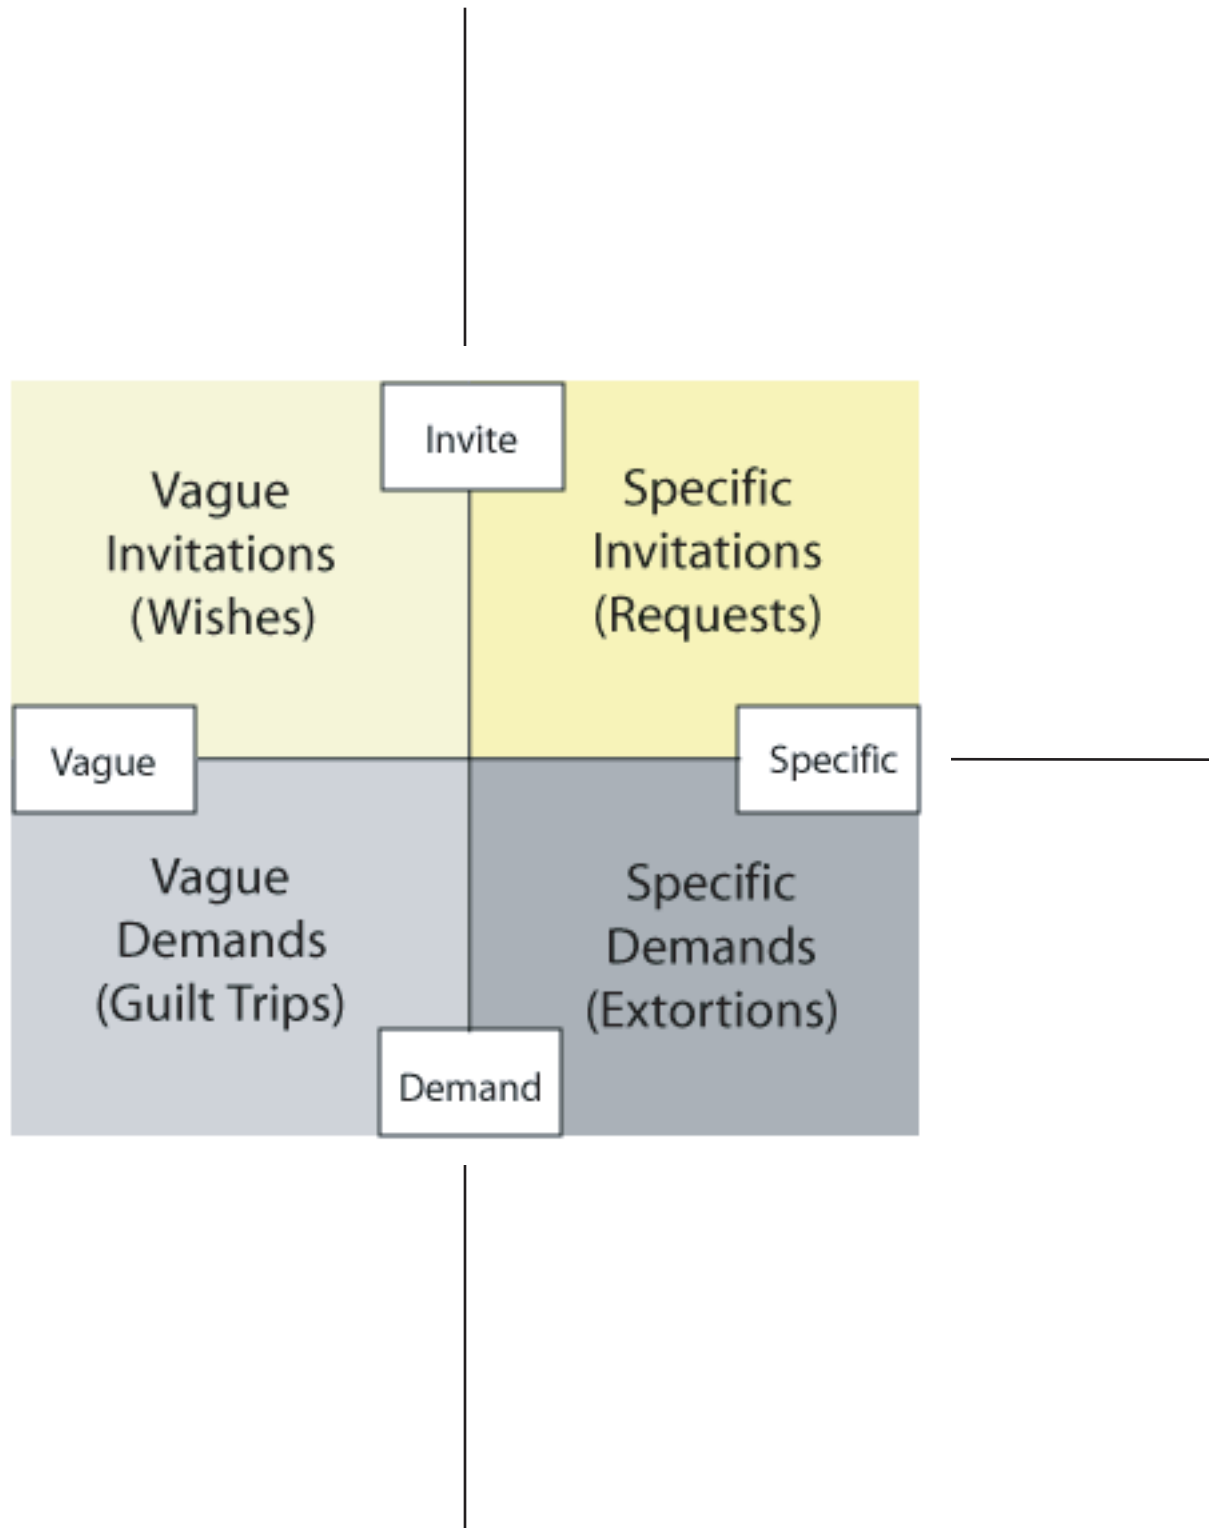 Invite
Vague
Invitations
(Wishes)
Specific
Invitations
(Requests)
Vague
Specific
Vague
Demands
(Guilt Trips)
Specific
Demands
(Extortions)
Demand